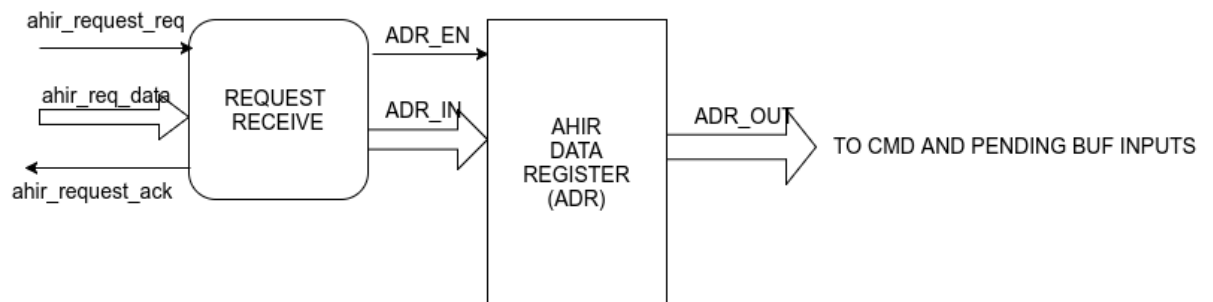 ahir_request_req
ahir_req_data
ahir_request_ack
REQUEST
RECEIVE
ADR_EN
ADR_IN
AHIR
DATA
REGISTER
(ADR)
ADR_OUT
TO CMD AND PENDING BUF INPUTS